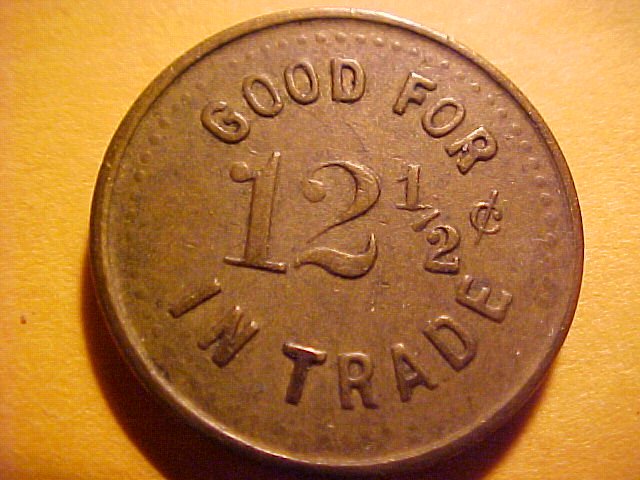 GOOD FOR
12 1/2 ¢
IN TRADE